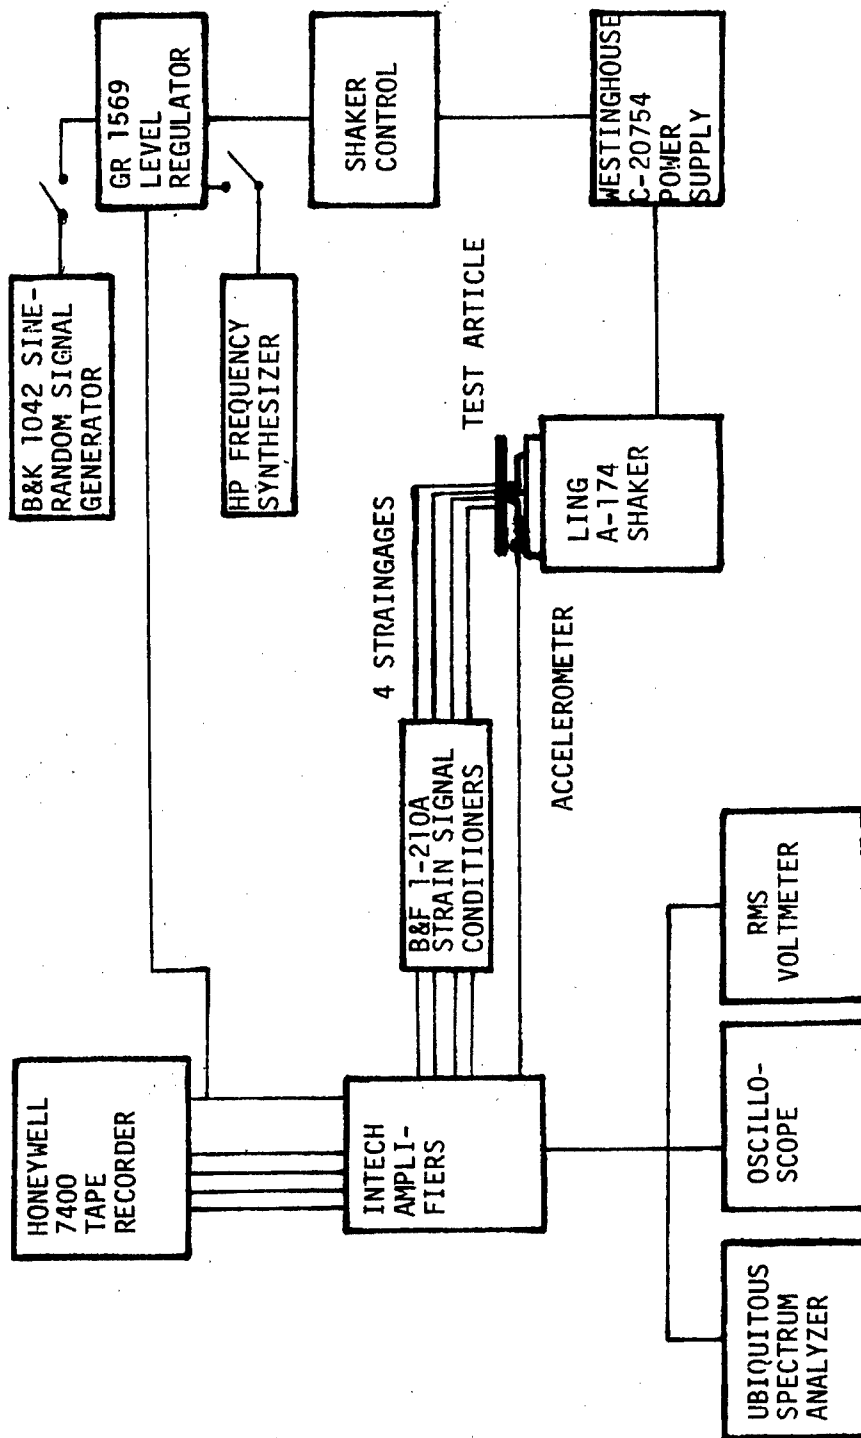 HONEYWELL
7400
TAPE
RECORDER
B&K 1042 SINE-
RANDOM SIGNAL
GENERATOR
GR 1569
LEVEL
REGULATOR
HP FREQUENCY
SYNTHESIZER
SHAKER
CONTROL
INTECH
AMPLI-
FIERS
B&F 1-210A
STRAIN SIGNAL
CONDITIONERS
4 STRAINGAGES
TEST ARTICLE
ACCELEROMETER
LING
A-174
SHAKER
WESTINGHOUSE
C-20754
POWER
SUPPLY
UBIQUITOUS
SPECTRUM
ANALYZER
OSCILLO-
SCOPE
RMS
VOLTMETER